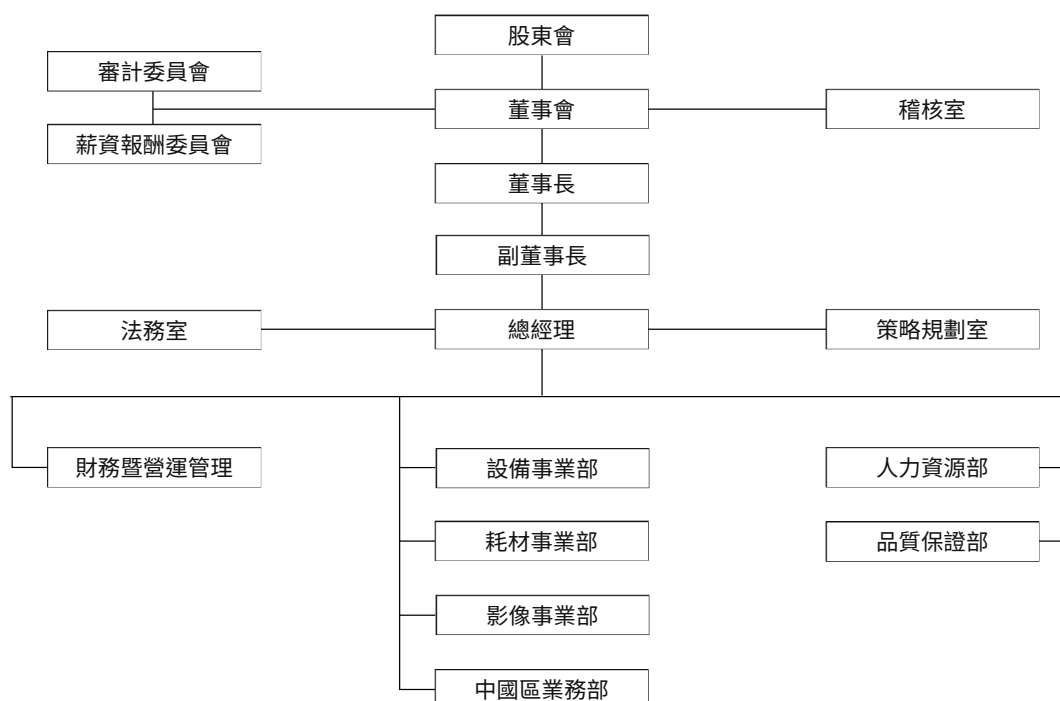 股東會
審計委員會
董事會
稽核室
薪資報酬委員會
董事長
副董事長
法務室
總經理
策略規劃室
財務暨營運管理
設備事業部
人力資源部
耗材事業部
品質保證部
影像事業部
中國區業務部